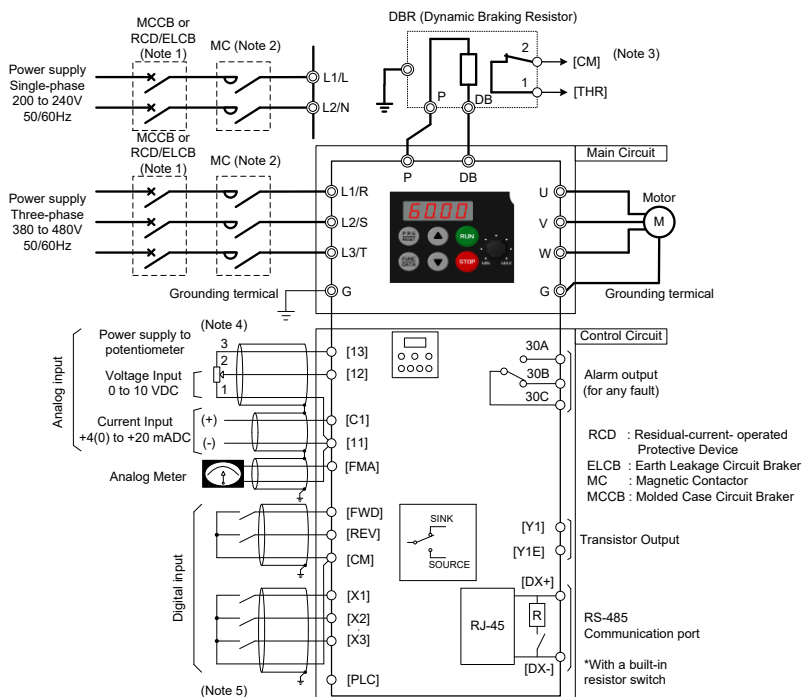 DBR (Dynamic Braking Resistor)
MCCB or
RCD/ELCB
(Note 1)
MC (Note 2)
Power supply
Single-phase
200 to 240V
50/60Hz
L1/L
L2/N
2
1
[CM]
[THR]
(Note 3)
P
DB
MCCB or
RCD/ELCB
(Note 1)
MC (Note 2)
Power supply
Three-phase
380 to 480V
50/60Hz
L1/R
L2/S
L3/T
Grounding termical
G
P
DB
Main Circuit
60.00
PRG
RESET
RUN
FUNC
DATA
STOP
MIN
MAX
U
V
W
G
Motor
M
Grounding termical
Control Circuit
Analog input
(Note 4)
Power supply to
potentiometer
3
2
1
Voltage Input
0 to 10 VDC
Current Input
+4(0) to +20 mADC
(+)
(-)
Analog Meter
[13]
[12]
[C1]
[11]
[FMA]
30A
30B
30C
Alarm output
(for any fault)
RCD : Residual-current- operated
Protective Device
ELCB : Earth Leakage Circuit Braker
MC : Magnetic Contactor
MCCB : Molded Case Circuit Braker
Digital input
[FWD]
[REV]
[CM]
[X1]
[X2]
[X3]
[PLC]
(Note 5)
SINK
SOURCE
[Y1]
[Y1E]
Transistor Output
[DX+]
[DX-]
RJ-45
R
RS-485
Communication port
*With a built-in
resistor switch